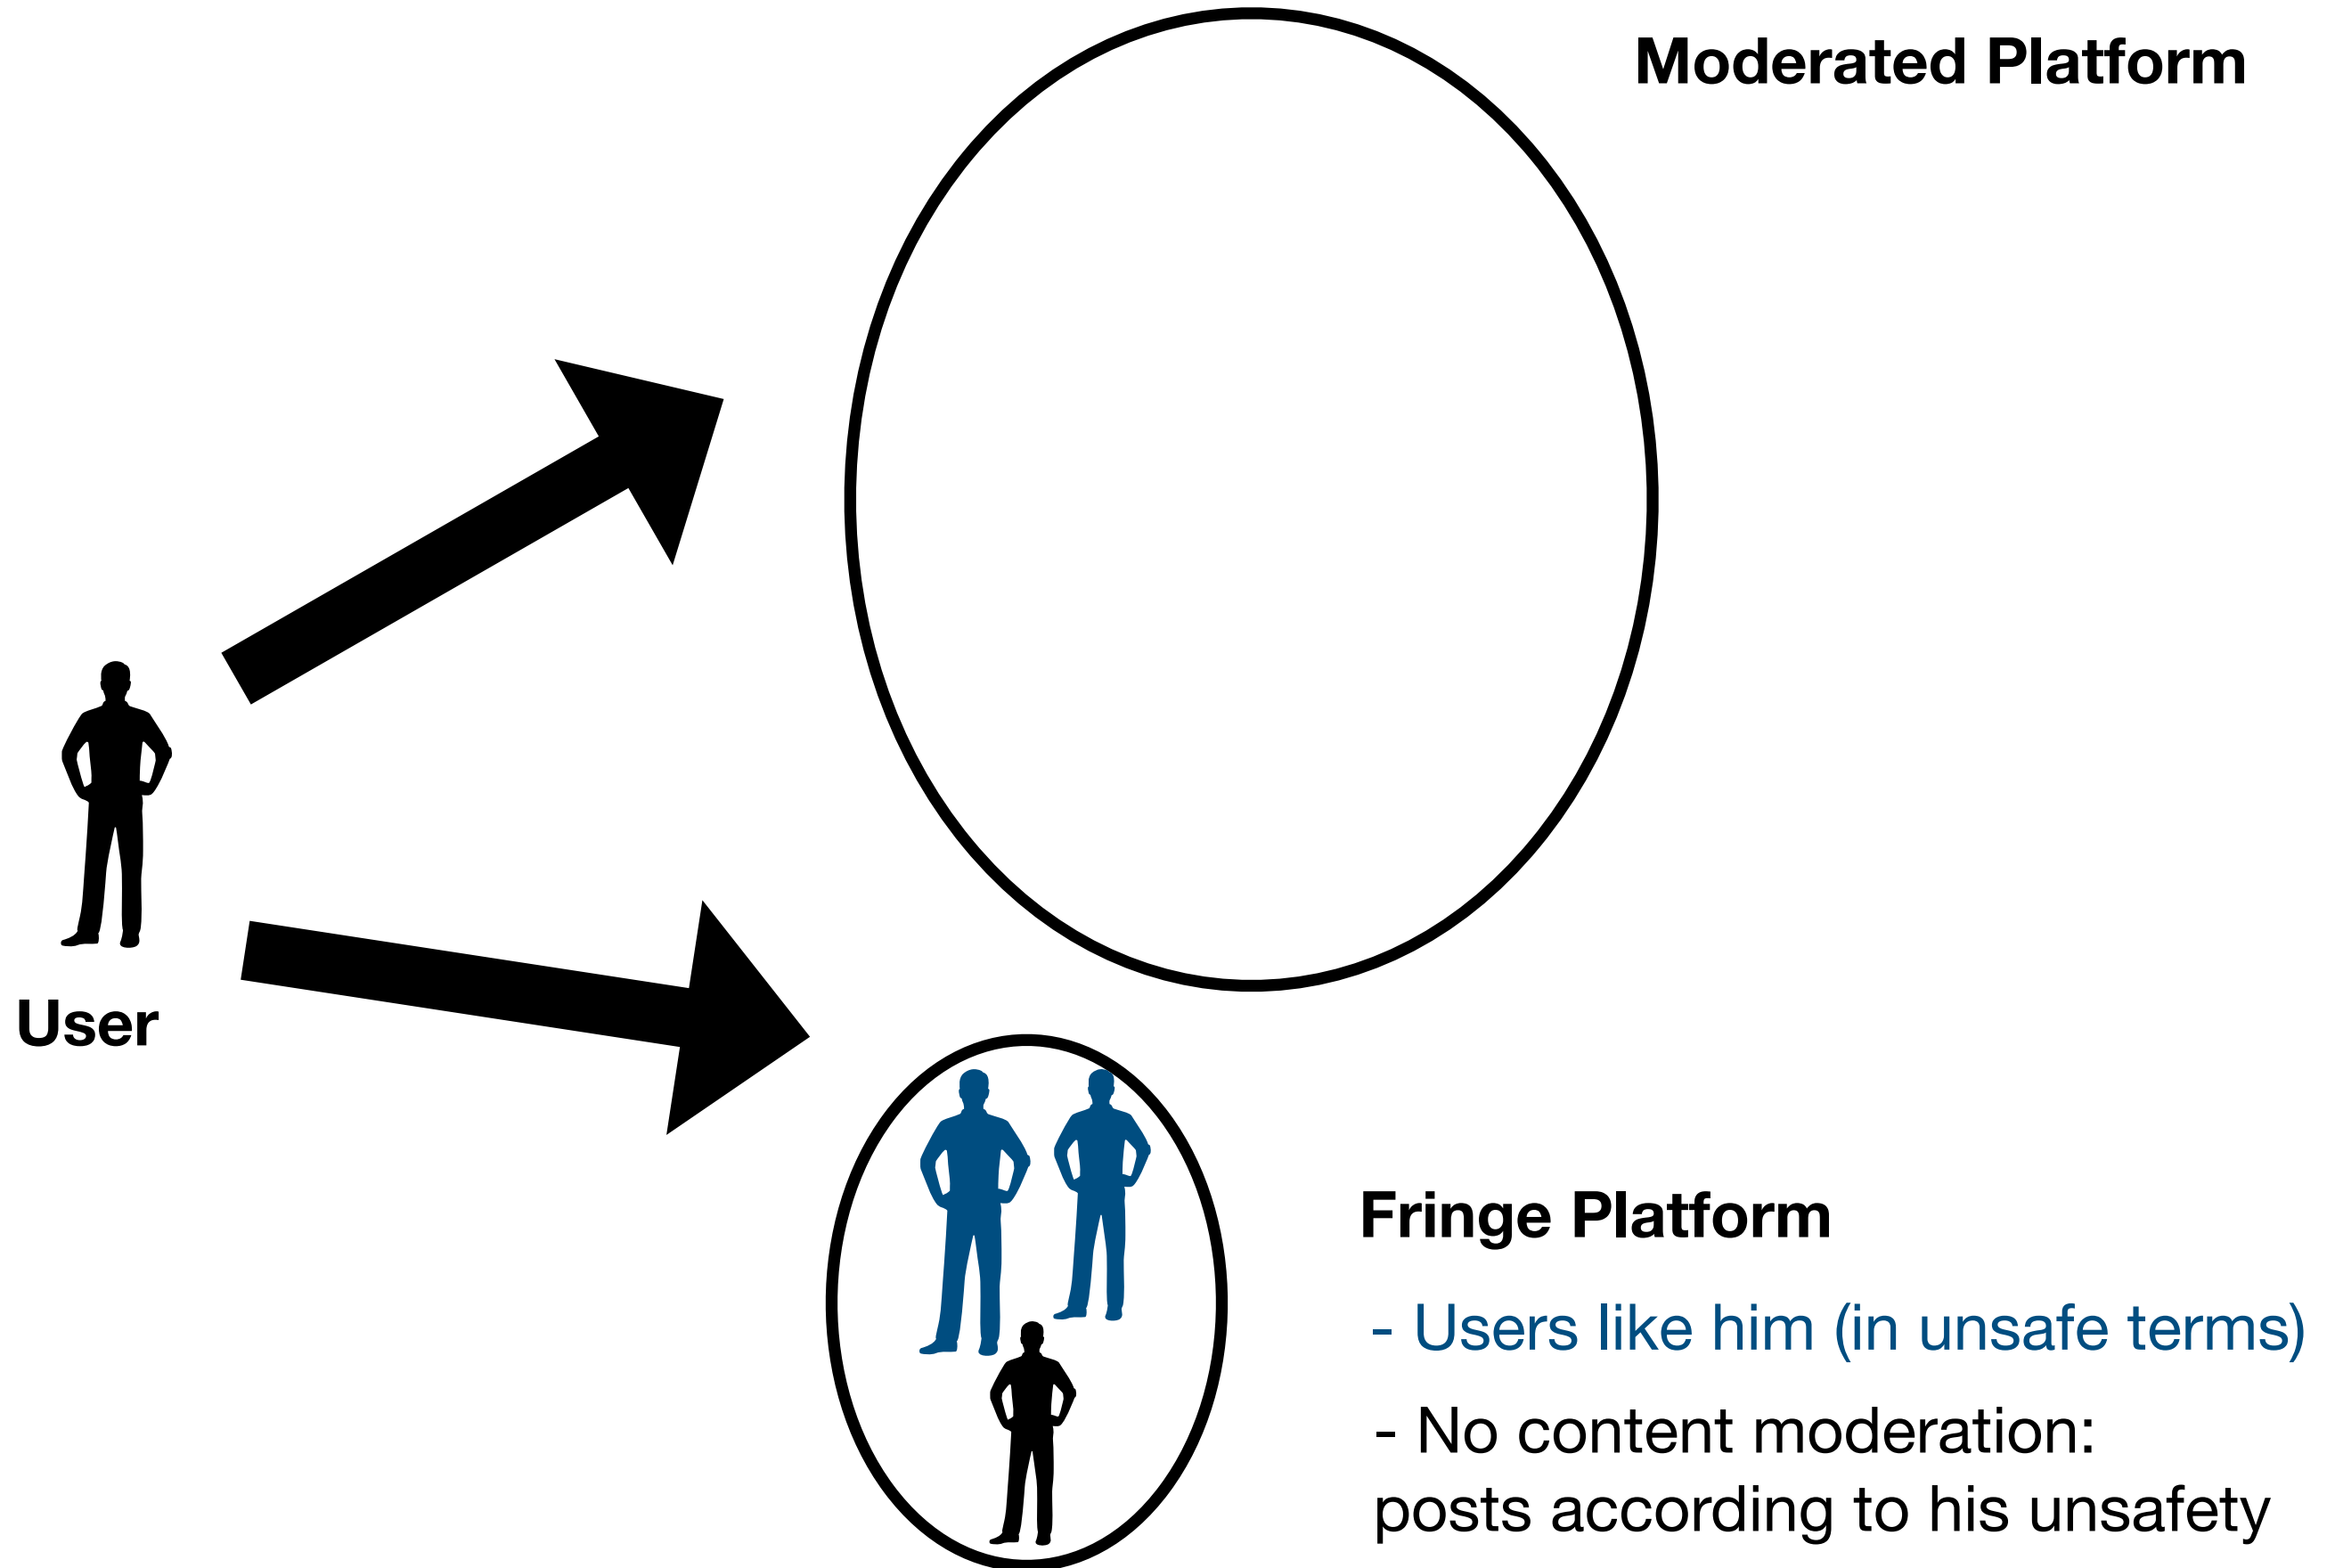 Moderated Platform
User
Fringe Platform
- Users like him (in unsafe terms)
- No content moderation:
posts according to his unsafety